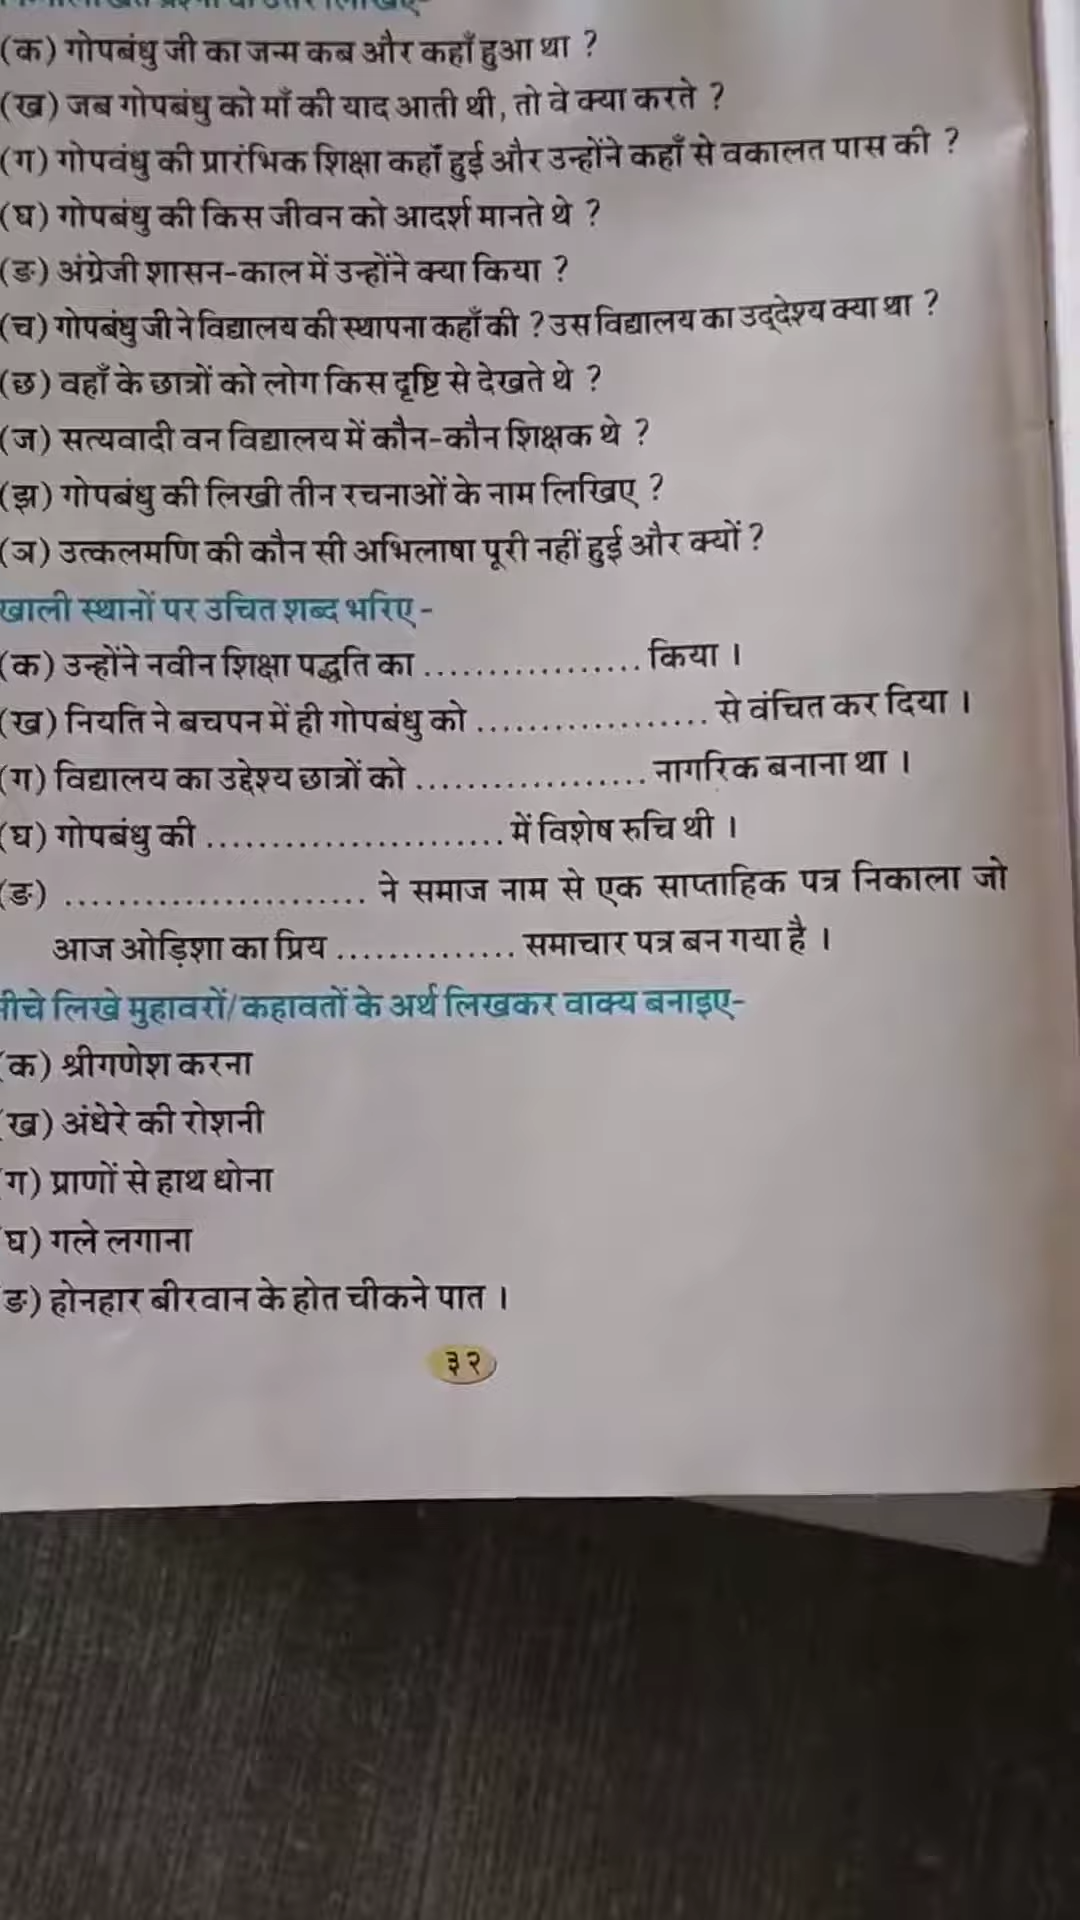 (क) गोपबंधु जी का जन्म कब और कहाँ हुआ था ?
(ख) जब गोपबंधु को माँ की याद आती थी, तो वे क्या करते ?
(ग) गोपवंधु की प्रारंभिक शिक्षा कहाँ हुई और उन्होंने कहाँ से वकालत पास की ?
(घ) गोपबंधु की किस जीवन को आदर्श मानते थे ?
(ङ) अंग्रेजी शासन-काल में उन्होंने क्या किया ?
(च) गोपबंधु जी ने विद्यालय की स्थापना कहाँ की ? उस विद्यालय का उद्‌देश्य क्या था ?
(छ) वहाँ के छात्रों को लोग किस दृष्टि से देखते थे ?
(ज) सत्यवादी वन विद्यालय में कौन-कौन शिक्षक थे ?
(झ) गोपबंधु की लिखी तीन रचनाओं के नाम लिखिए ?
(ञ) उत्कलमणि की कौन सी अभिलाषा पूरी नहीं हुई और क्यों ?
खाली स्थानों पर उचित शब्द भरिए -
(क) उन्होंने नवीन शिक्षा पद्धति का ................. किया ।
(ख) नियति ने बचपन में ही गोपबंधु को .................. से वंचित कर दिया ।
(ग) विद्यालय का उद्देश्य छात्रों को .................. नागरिक बनाना था ।
(घ) गोपबंधु की ....................... में विशेष रुचि थी ।
(ङ) ....................... ने समाज नाम से एक साप्ताहिक पत्र निकाला जो
आज ओड़िशा का प्रिय .............. समाचार पत्र बन गया है ।
नीचे लिखे मुहावरों/कहावतों के अर्थ लिखकर वाक्य बनाइए-
(क) श्रीगणेश करना
(ख) अंधेरे की रोशनी
(ग) प्राणों से हाथ धोना
(घ) गले लगाना
(ङ) होनहार बीरवान के होत चीकने पात ।
३२